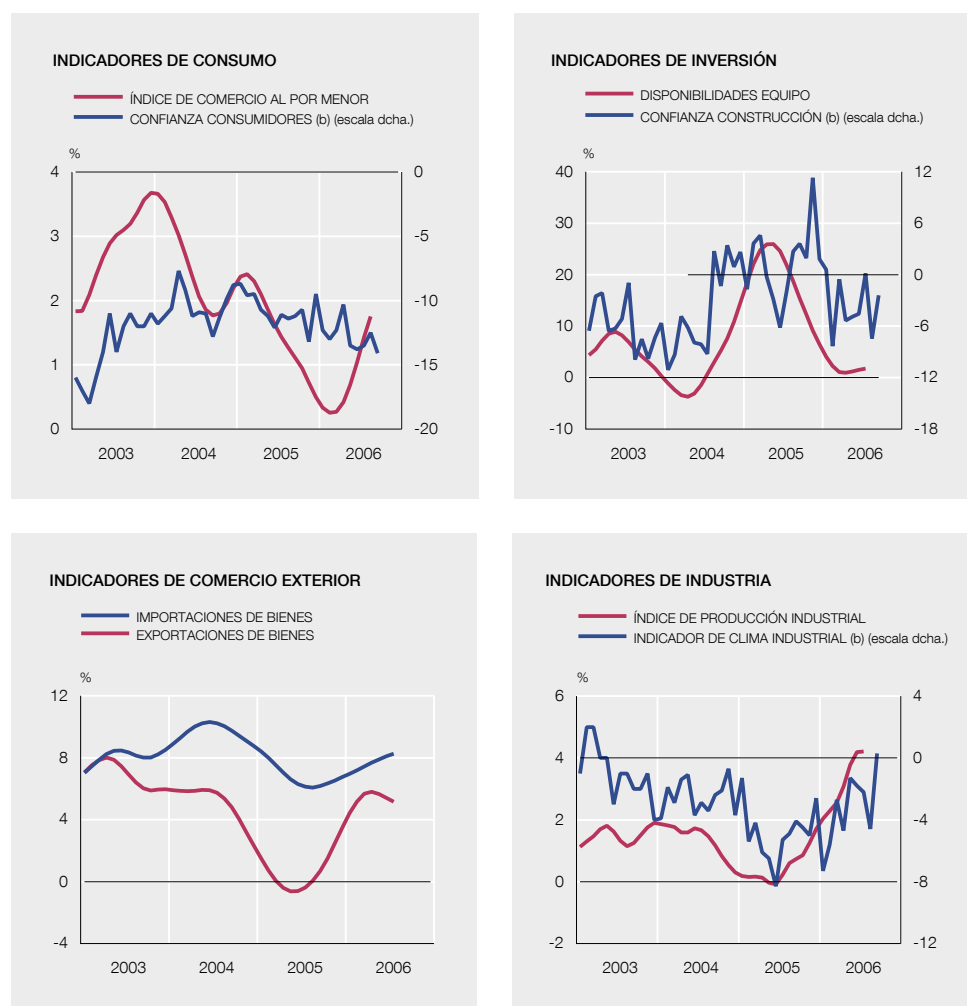 INDICADORES DE CONSUMO
ÍNDICE DE COMERCIO AL POR MENOR
CONFIANZA CONSUMIDORES (b) (escala dcha.)
%
4 0
3 -5
2 -10
1 -15
0 -20
2003 2004 2005 2006
INDICADORES DE INVERSIÓN
DISPONIBILIDADES EQUIPO
CONFIANZA CONSTRUCCIÓN (b) (escala dcha.)
%
40 12
30 6
20 0
10 -6
0 -12
-10 -18
2003 2004 2005 2006
INDICADORES DE COMERCIO EXTERIOR
IMPORTACIONES DE BIENES
EXPORTACIONES DE BIENES
%
12
8
4
0
-4
2003 2004 2005 2006
INDICADORES DE INDUSTRIA
ÍNDICE DE PRODUCCIÓN INDUSTRIAL
INDICADOR DE CLIMA INDUSTRIAL (b) (escala dcha.)
%
6 4
4 0
2 -4
0 -8
-2 -12
2003 2004 2005 2006